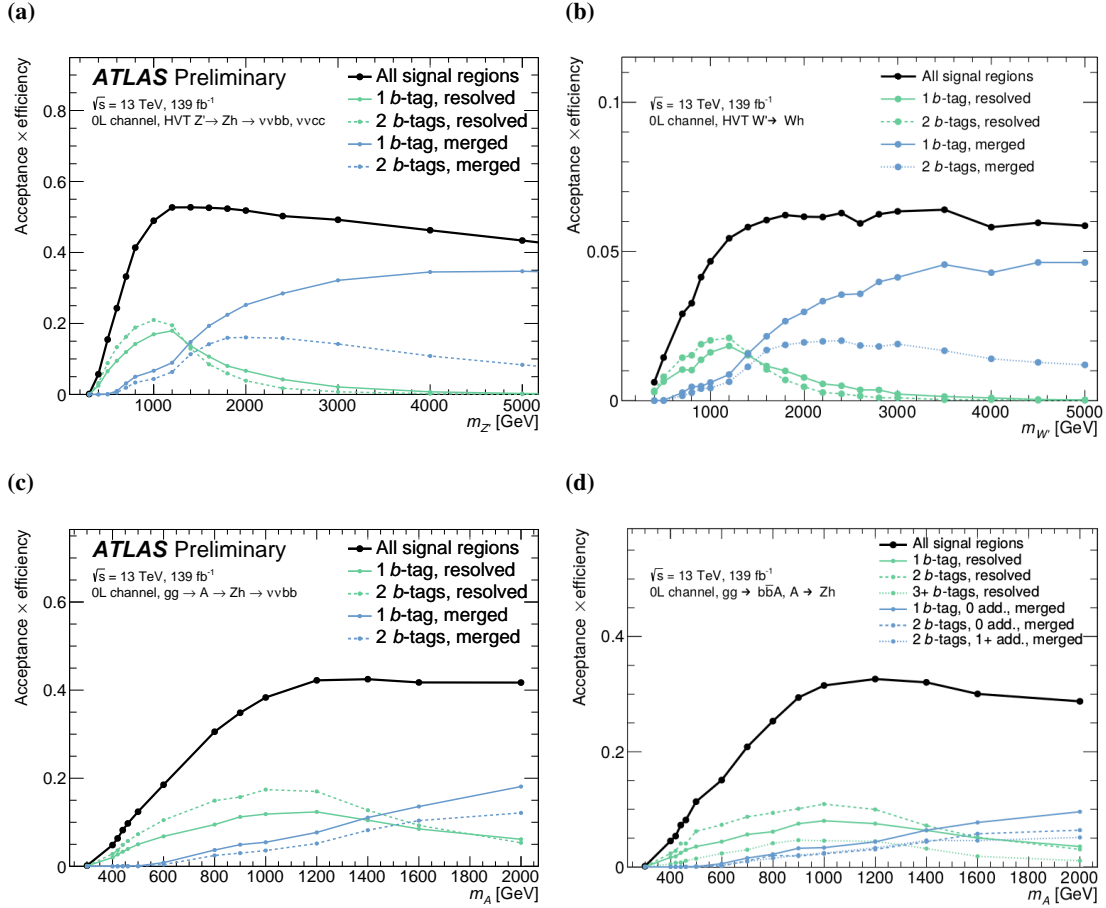 (a)
ATLAS Preliminary
√s = 13 TeV, 139 fb⁻¹
0L channel, HVT Z'→ Zh → ννbb, ννcc
All signal regions
1 b-tag, resolved
2 b-tags, resolved
1 b-tag, merged
2 b-tags, merged
Acceptance × efficiency
0.8
0.6
0.4
0.2
0
1000 2000 3000 4000 5000
m_Z' [GeV]
(b)
√s = 13 TeV, 139 fb⁻¹
0L channel, HVT W'→ Wh
All signal regions
1 b-tag, resolved
2 b-tags, resolved
1 b-tag, merged
2 b-tags, merged
Acceptance × efficiency
0.1
0.05
0
1000 2000 3000 4000 5000
m_W' [GeV]
(c)
ATLAS Preliminary
√s = 13 TeV, 139 fb⁻¹
0L channel, gg → A → Zh → ννbb
All signal regions
1 b-tag, resolved
2 b-tags, resolved
1 b-tag, merged
2 b-tags, merged
Acceptance × efficiency
0.6
0.4
0.2
0
400 600 800 1000 1200 1400 1600 1800 2000
m_A [GeV]
(d)
√s = 13 TeV, 139 fb⁻¹
0L channel, gg → bb̄A, A → Zh
All signal regions
1 b-tag, resolved
2 b-tags, resolved
3+ b-tags, resolved
1 b-tag, 0 add., merged
2 b-tags, 0 add., merged
2 b-tags, 1+ add., merged
Acceptance × efficiency
0.4
0.2
0
400 600 800 1000 1200 1400 1600 1800 2000
m_A [GeV]